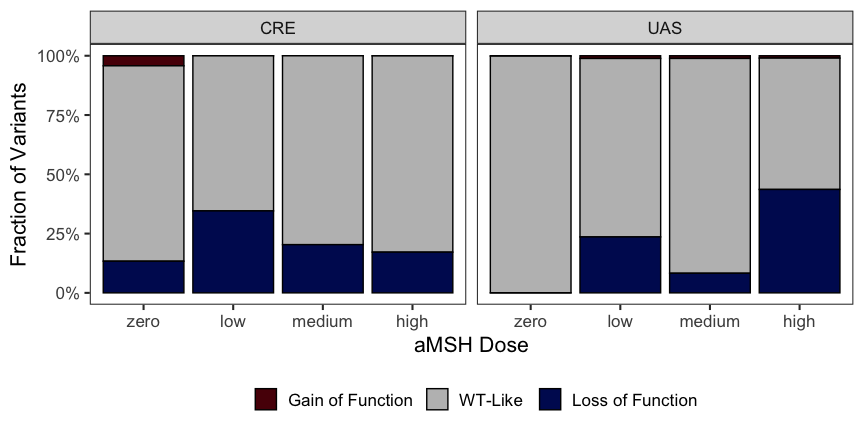 CRE
UAS
Fraction of Variants
100%
75%
50%
25%
0%
zero low medium high
zero low medium high
aMSH Dose
Gain of Function WT-Like Loss of Function